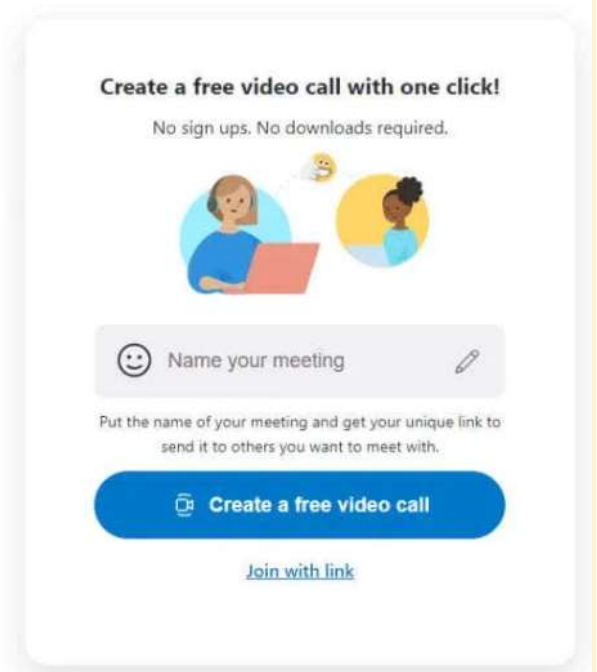 Create a free video call with one click!
No sign ups. No downloads required.
Name your meeting
Put the name of your meeting and get your unique link to
send it to others you want to meet with.
Create a free video call
Join with link